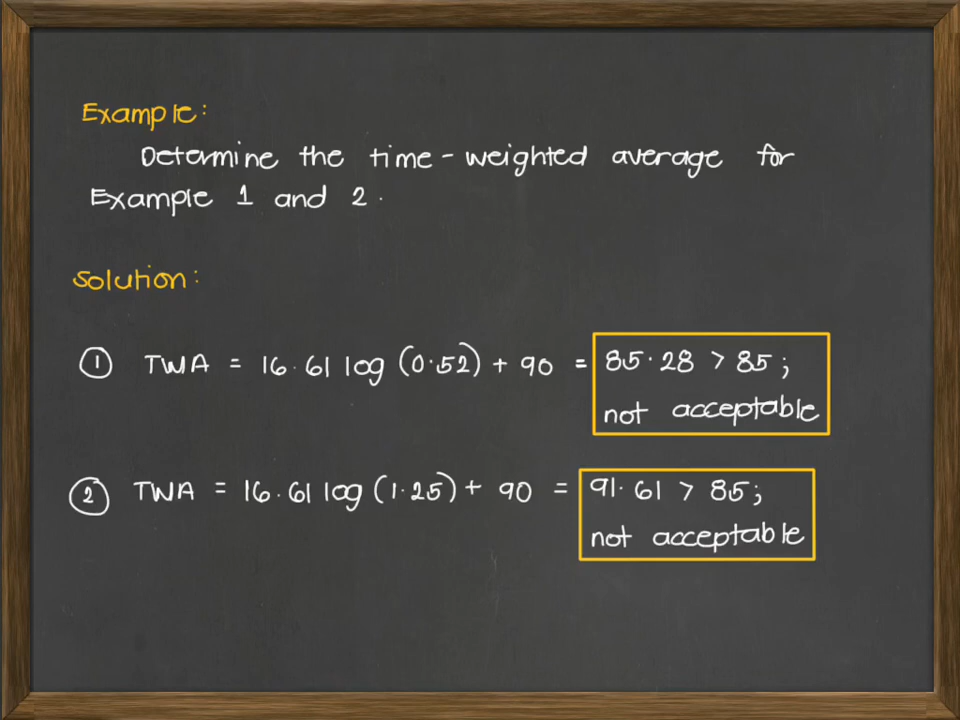 Example:
Determine the time-weighted average for
Example 1 and 2.
Solution:
① TWA = 16.61 log (0.52) + 90 = 85.28 > 85;
not acceptable
② TWA = 16.61 log (1.25) + 90 = 91.61 > 85;
not acceptable